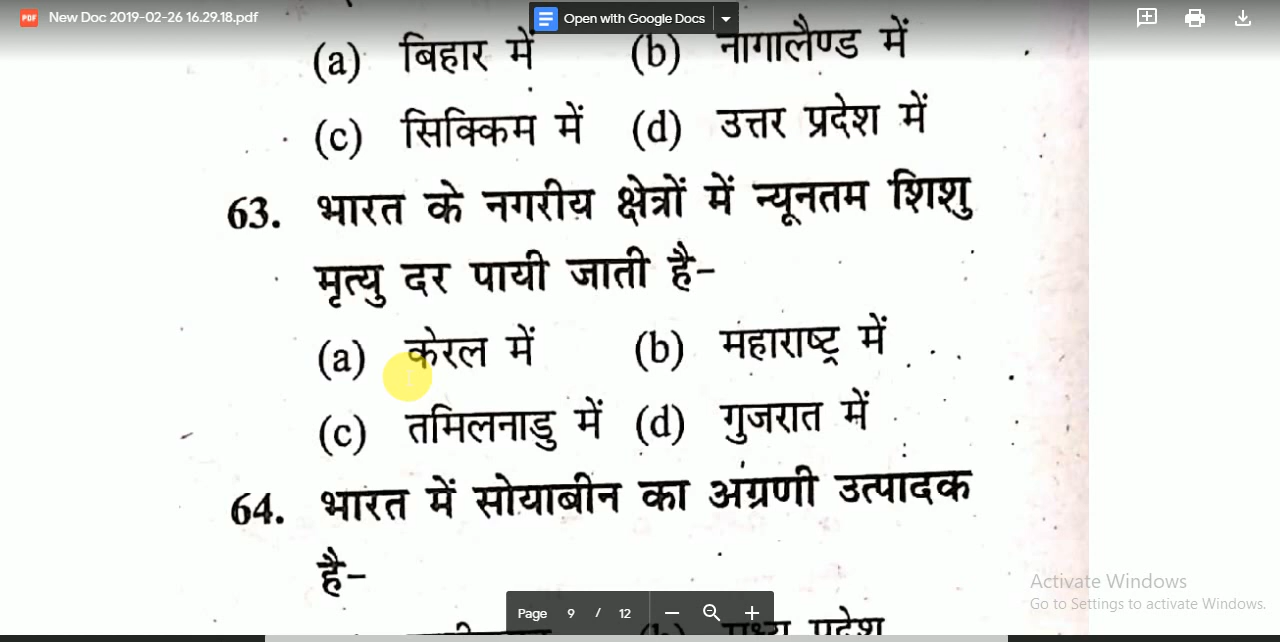 New Doc 2019-02-26 16.29.18.pdf
Open with Google Docs
(a) बिहार में (b) नागालैण्ड में
(c) सिक्किम में (d) उत्तर प्रदेश में
63. भारत के नगरीय क्षेत्रों में न्यूनतम शिशु
मृत्यु दर पायी जाती है-
(a) केरल में (b) महाराष्ट्र में
(c) तमिलनाडु में (d) गुजरात में
64. भारत में सोयाबीन का अग्रणी उत्पादक
है-
मध्य प्रदेश
Page 9 / 12
Activate Windows
Go to Settings to activate Windows.